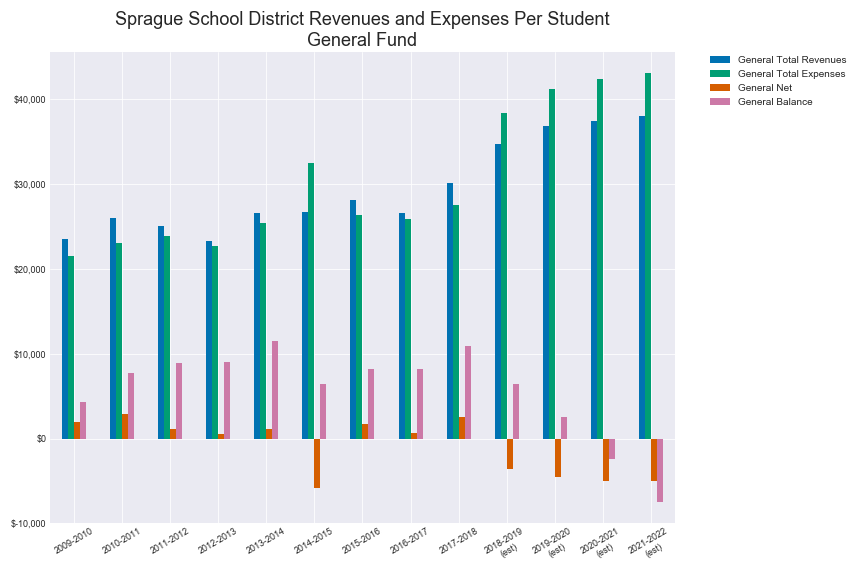 Sprague School District Revenues and Expenses Per Student
General Fund
General Total Revenues
General Total Expenses
General Net
General Balance
$40,000
$30,000
$20,000
$10,000
$0
$-10,000
2009-2010
2010-2011
2011-2012
2012-2013
2013-2014
2014-2015
2015-2016
2016-2017
2017-2018
2018-2019
(est)
2019-2020
(est)
2020-2021
(est)
2021-2022
(est)